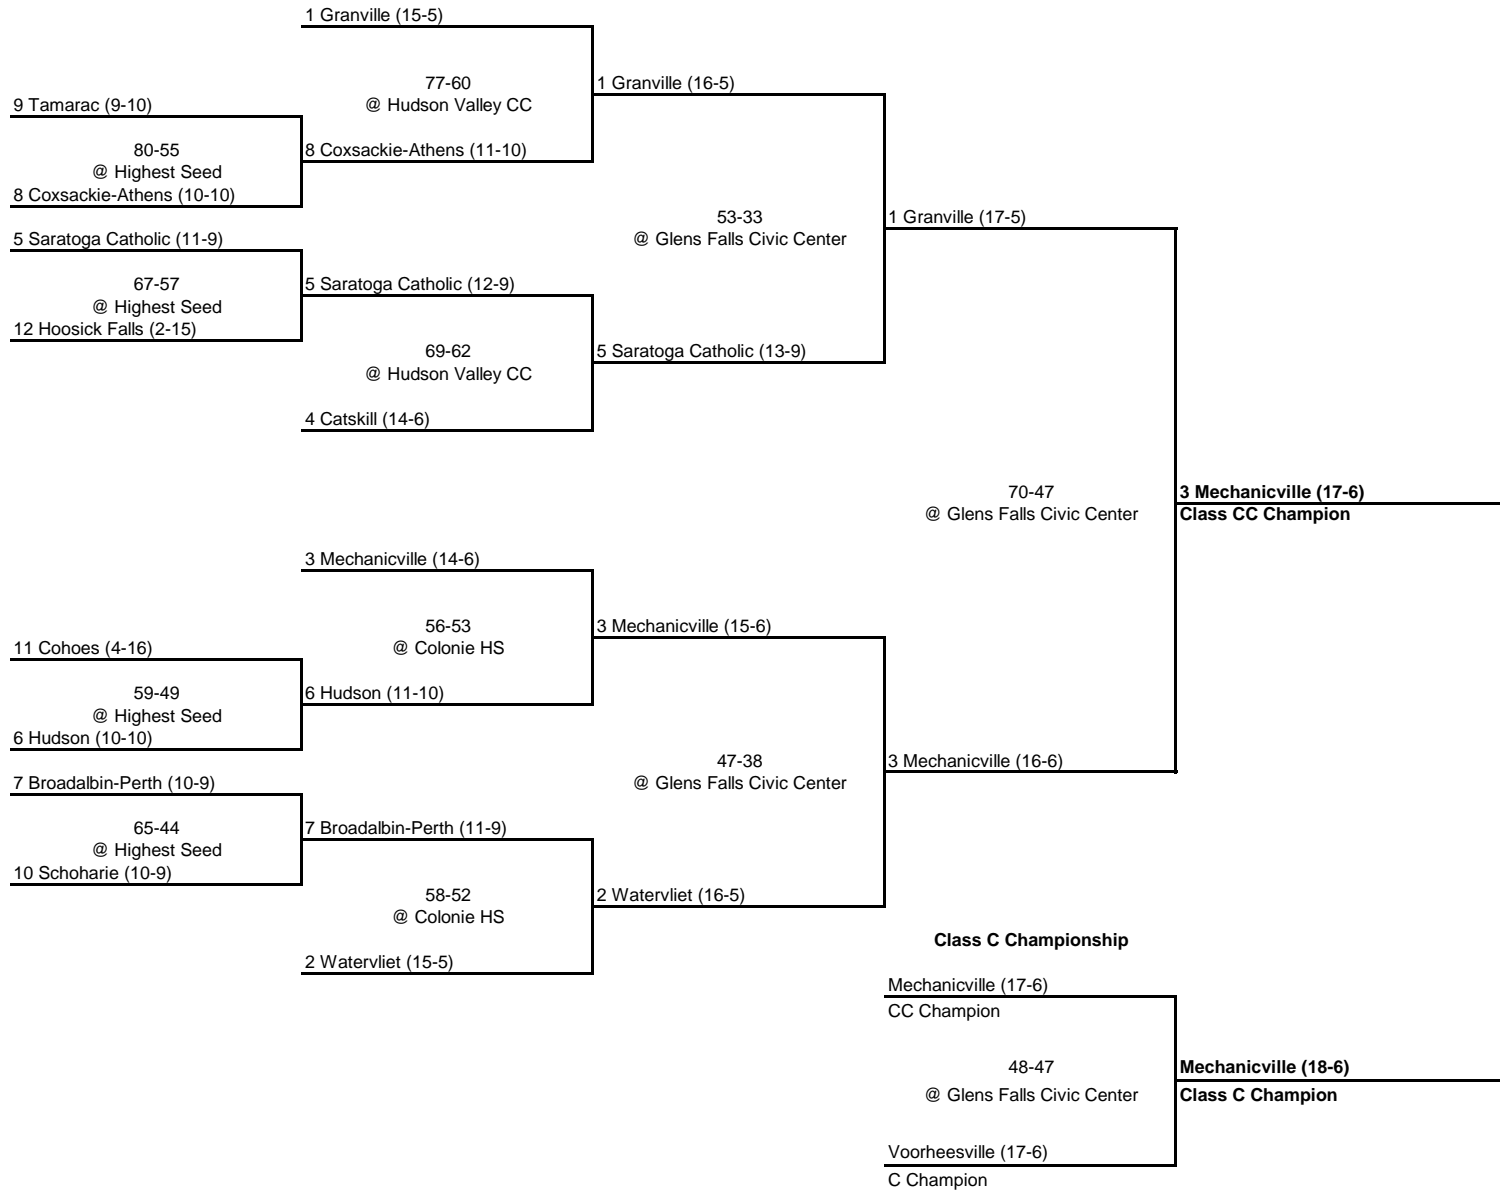 1 Granville (15-5)
77-60
@ Hudson Valley CC
1 Granville (16-5)
9 Tamarac (9-10)
80-55
@ Highest Seed
8 Coxsackie-Athens (11-10)
8 Coxsackie-Athens (10-10)
53-33
@ Glens Falls Civic Center
1 Granville (17-5)
5 Saratoga Catholic (11-9)
67-57
@ Highest Seed
5 Saratoga Catholic (12-9)
12 Hoosick Falls (2-15)
69-62
@ Hudson Valley CC
5 Saratoga Catholic (13-9)
4 Catskill (14-6)
70-47
@ Glens Falls Civic Center
3 Mechanicville (17-6)
Class CC Champion
3 Mechanicville (14-6)
56-53
@ Colonie HS
3 Mechanicville (15-6)
11 Cohoes (4-16)
59-49
@ Highest Seed
6 Hudson (11-10)
6 Hudson (10-10)
47-38
@ Glens Falls Civic Center
3 Mechanicville (16-6)
7 Broadalbin-Perth (10-9)
65-44
@ Highest Seed
7 Broadalbin-Perth (11-9)
10 Schoharie (10-9)
58-52
@ Colonie HS
2 Watervliet (16-5)
2 Watervliet (15-5)
Class C Championship
Mechanicville (17-6)
CC Champion
48-47
@ Glens Falls Civic Center
Mechanicville (18-6)
Class C Champion
Voorheesville (17-6)
C Champion